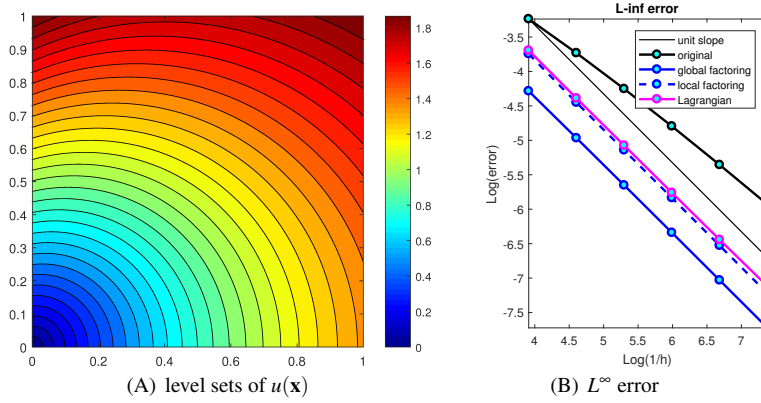 1
0.9
0.8
0.7
0.6
0.5
0.4
0.3
0.2
0.1
0
0 0.2 0.4 0.6 0.8 1
1.8
1.6
1.4
1.2
1
0.8
0.6
0.4
0.2
0
(A) level sets of u(x)
L-inf error
unit slope
original
global factoring
local factoring
Lagrangian
Log(error)
-3.5
-4
-4.5
-5
-5.5
-6
-6.5
-7
-7.5
4 4.5 5 5.5 6 6.5 7
Log(1/h)
(B) L∞ error